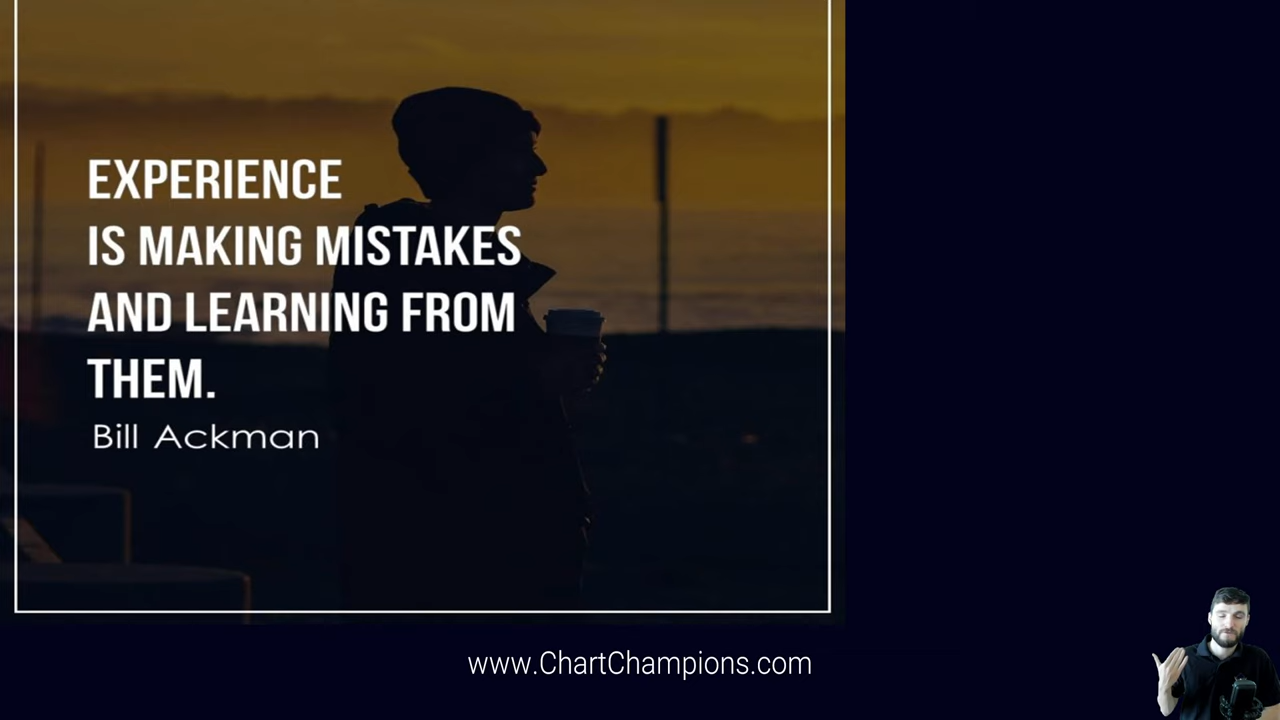 EXPERIENCE
IS MAKING MISTAKES
AND LEARNING FROM
THEM.
Bill Ackman
www.ChartChampions.com